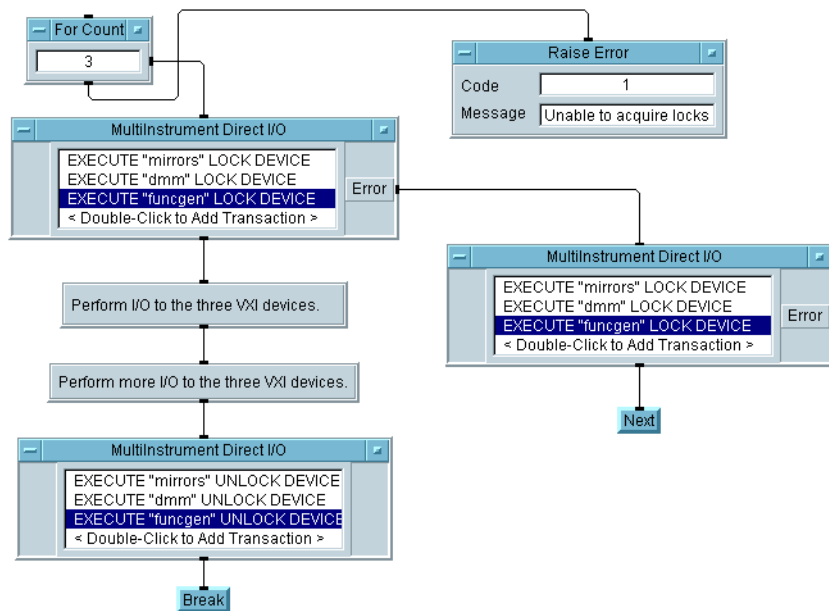 For Count
3
Raise Error
Code
1
Message
Unable to acquire locks
MultiInstrument Direct I/O
EXECUTE "mirrors" LOCK DEVICE
EXECUTE "dmm" LOCK DEVICE
EXECUTE "funcgen" LOCK DEVICE
< Double-Click to Add Transaction >
Error
MultiInstrument Direct I/O
EXECUTE "mirrors" LOCK DEVICE
EXECUTE "dmm" LOCK DEVICE
EXECUTE "funcgen" LOCK DEVICE
< Double-Click to Add Transaction >
Error
Perform I/O to the three VXI devices.
Perform more I/O to the three VXI devices.
Next
MultiInstrument Direct I/O
EXECUTE "mirrors" UNLOCK DEVICE
EXECUTE "dmm" UNLOCK DEVICE
EXECUTE "funcgen" UNLOCK DEVICE
< Double-Click to Add Transaction >
Break